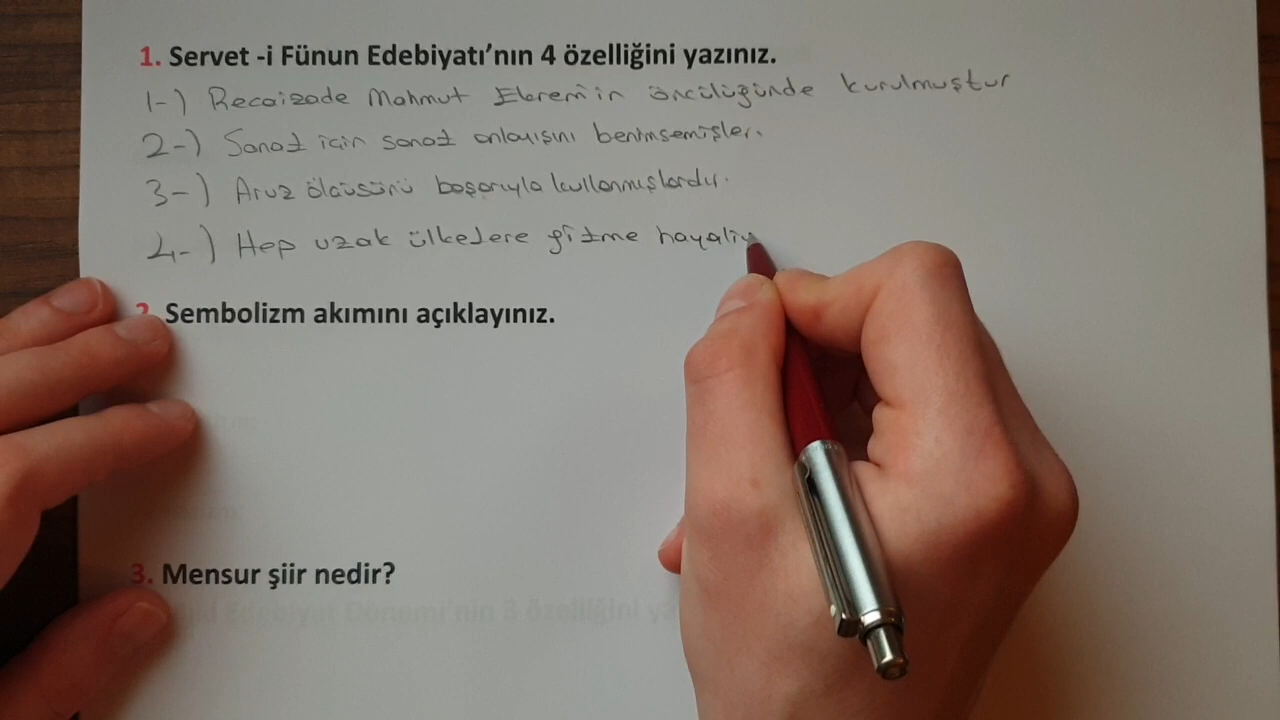 1. Servet -i Fünun Edebiyatı'nın 4 özelliğini yazınız.
1-) Recaizade Mahmut Ekrem'in öncülüğünde kurulmuştur
2-) Sanat için sanat anlayışını benimsemişler.
3-) Aruz ölçüsünü başarıyla kullanmışlardır.
4-) Hep uzak ülkelere gitme hayaliy
2. Sembolizm akımını açıklayınız.
3. Mensur şiir nedir?